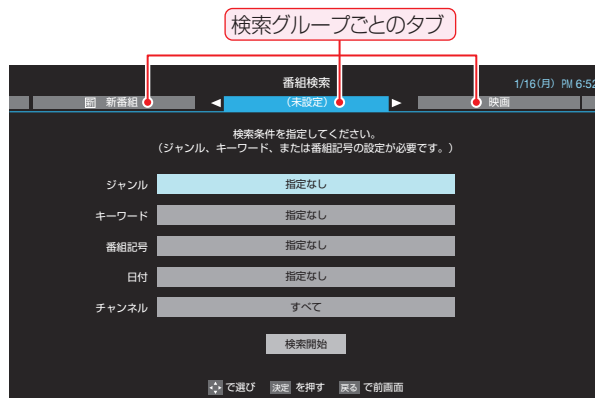 検索グループごとのタブ
番組検索
1/16(月) PM 6:52
新番組 ◀ (未設定) ▶ 映画
検索条件を指定してください。
(ジャンル、キーワード、または番組記号の設定が必要です。)
ジャンル 指定なし
キーワード 指定なし
番組記号 指定なし
日付 指定なし
チャンネル すべて
検索開始
で選び 決定 を押す 戻る で前画面